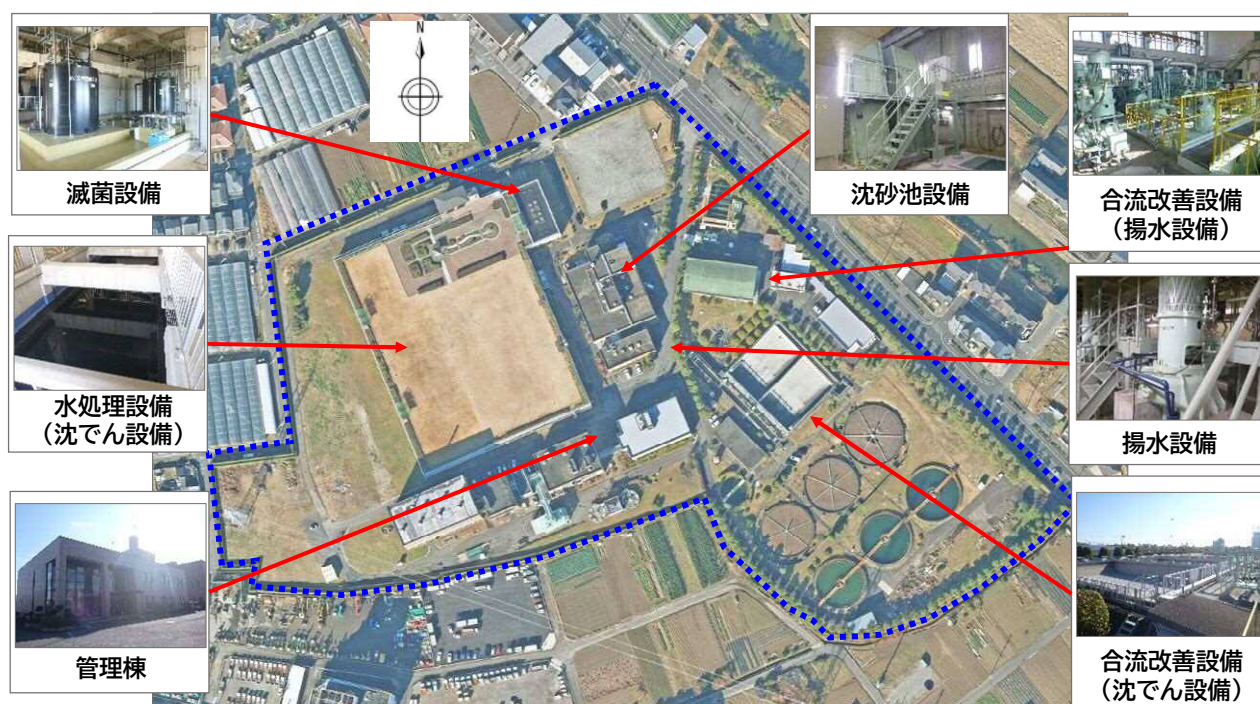 滅菌設備
N
沈砂池設備
合流改善設備
（揚水設備）
水処理設備
（沈でん設備）
揚水設備
管理棟
合流改善設備
（沈でん設備）